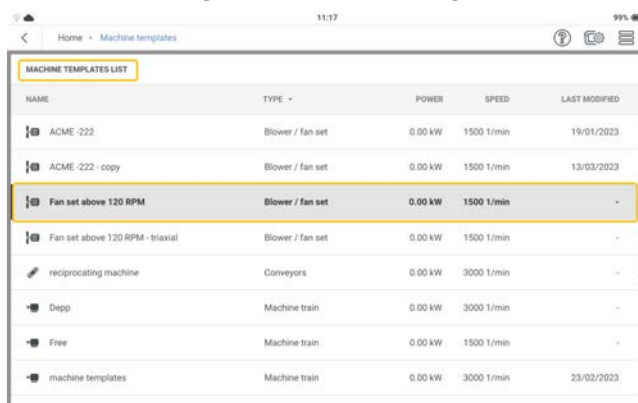 11:17
99%
Home › Machine templates
MACHINE TEMPLATES LIST
NAME TYPE POWER SPEED LAST MODIFIED
ACME -222 Blower / fan set 0.00 kW 1500 1/min 19/01/2023
ACME -222 - copy Blower / fan set 0.00 kW 1500 1/min 13/03/2023
Fan set above 120 RPM Blower / fan set 0.00 kW 1500 1/min -
Fan set above 120 RPM - triaxial Blower / fan set 0.00 kW 1500 1/min -
reciprocating machine Conveyors 0.00 kW 3000 1/min -
Depp Machine train 0.00 kW 3000 1/min -
Free Machine train 0.00 kW 1500 1/min -
machine templates Machine train 0.00 kW 3000 1/min 23/02/2023